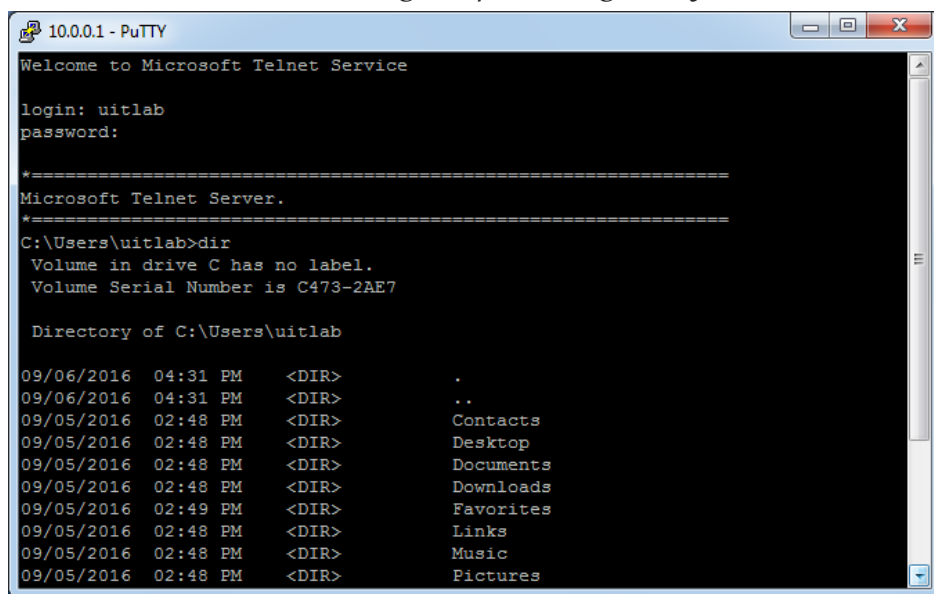 10.0.0.1 - PuTTY
Welcome to Microsoft Telnet Service
login: uitlab
password:
*===============================================================
Microsoft Telnet Server.
*===============================================================
C:\Users\uitlab>dir
 Volume in drive C has no label.
 Volume Serial Number is C473-2AE7
 Directory of C:\Users\uitlab
09/06/2016  04:31 PM    <DIR>          .
09/06/2016  04:31 PM    <DIR>          ..
09/05/2016  02:48 PM    <DIR>          Contacts
09/05/2016  02:48 PM    <DIR>          Desktop
09/05/2016  02:48 PM    <DIR>          Documents
09/05/2016  02:48 PM    <DIR>          Downloads
09/05/2016  02:49 PM    <DIR>          Favorites
09/05/2016  02:48 PM    <DIR>          Links
09/05/2016  02:48 PM    <DIR>          Music
09/05/2016  02:48 PM    <DIR>          Pictures